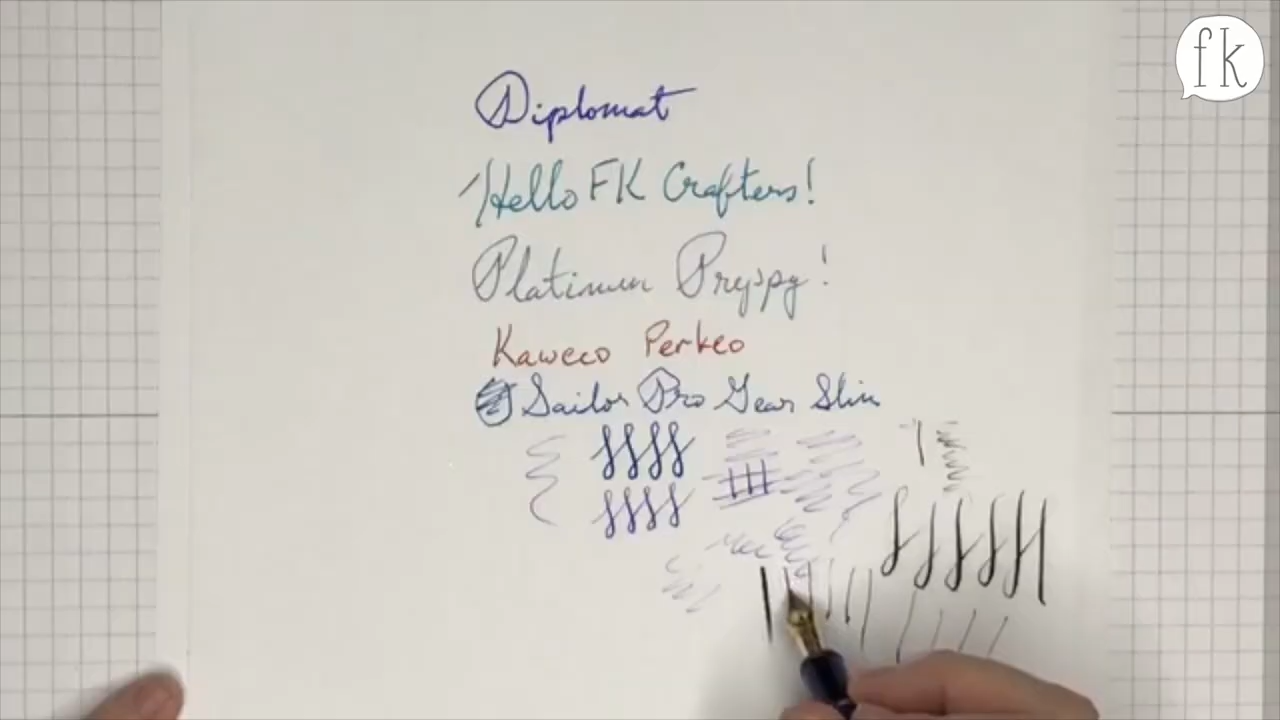 fk
Diplomat
Hello FK Crafters!
Platinum Preppy!
Kaweco Perkeo
Sailor Pro Gear Slim